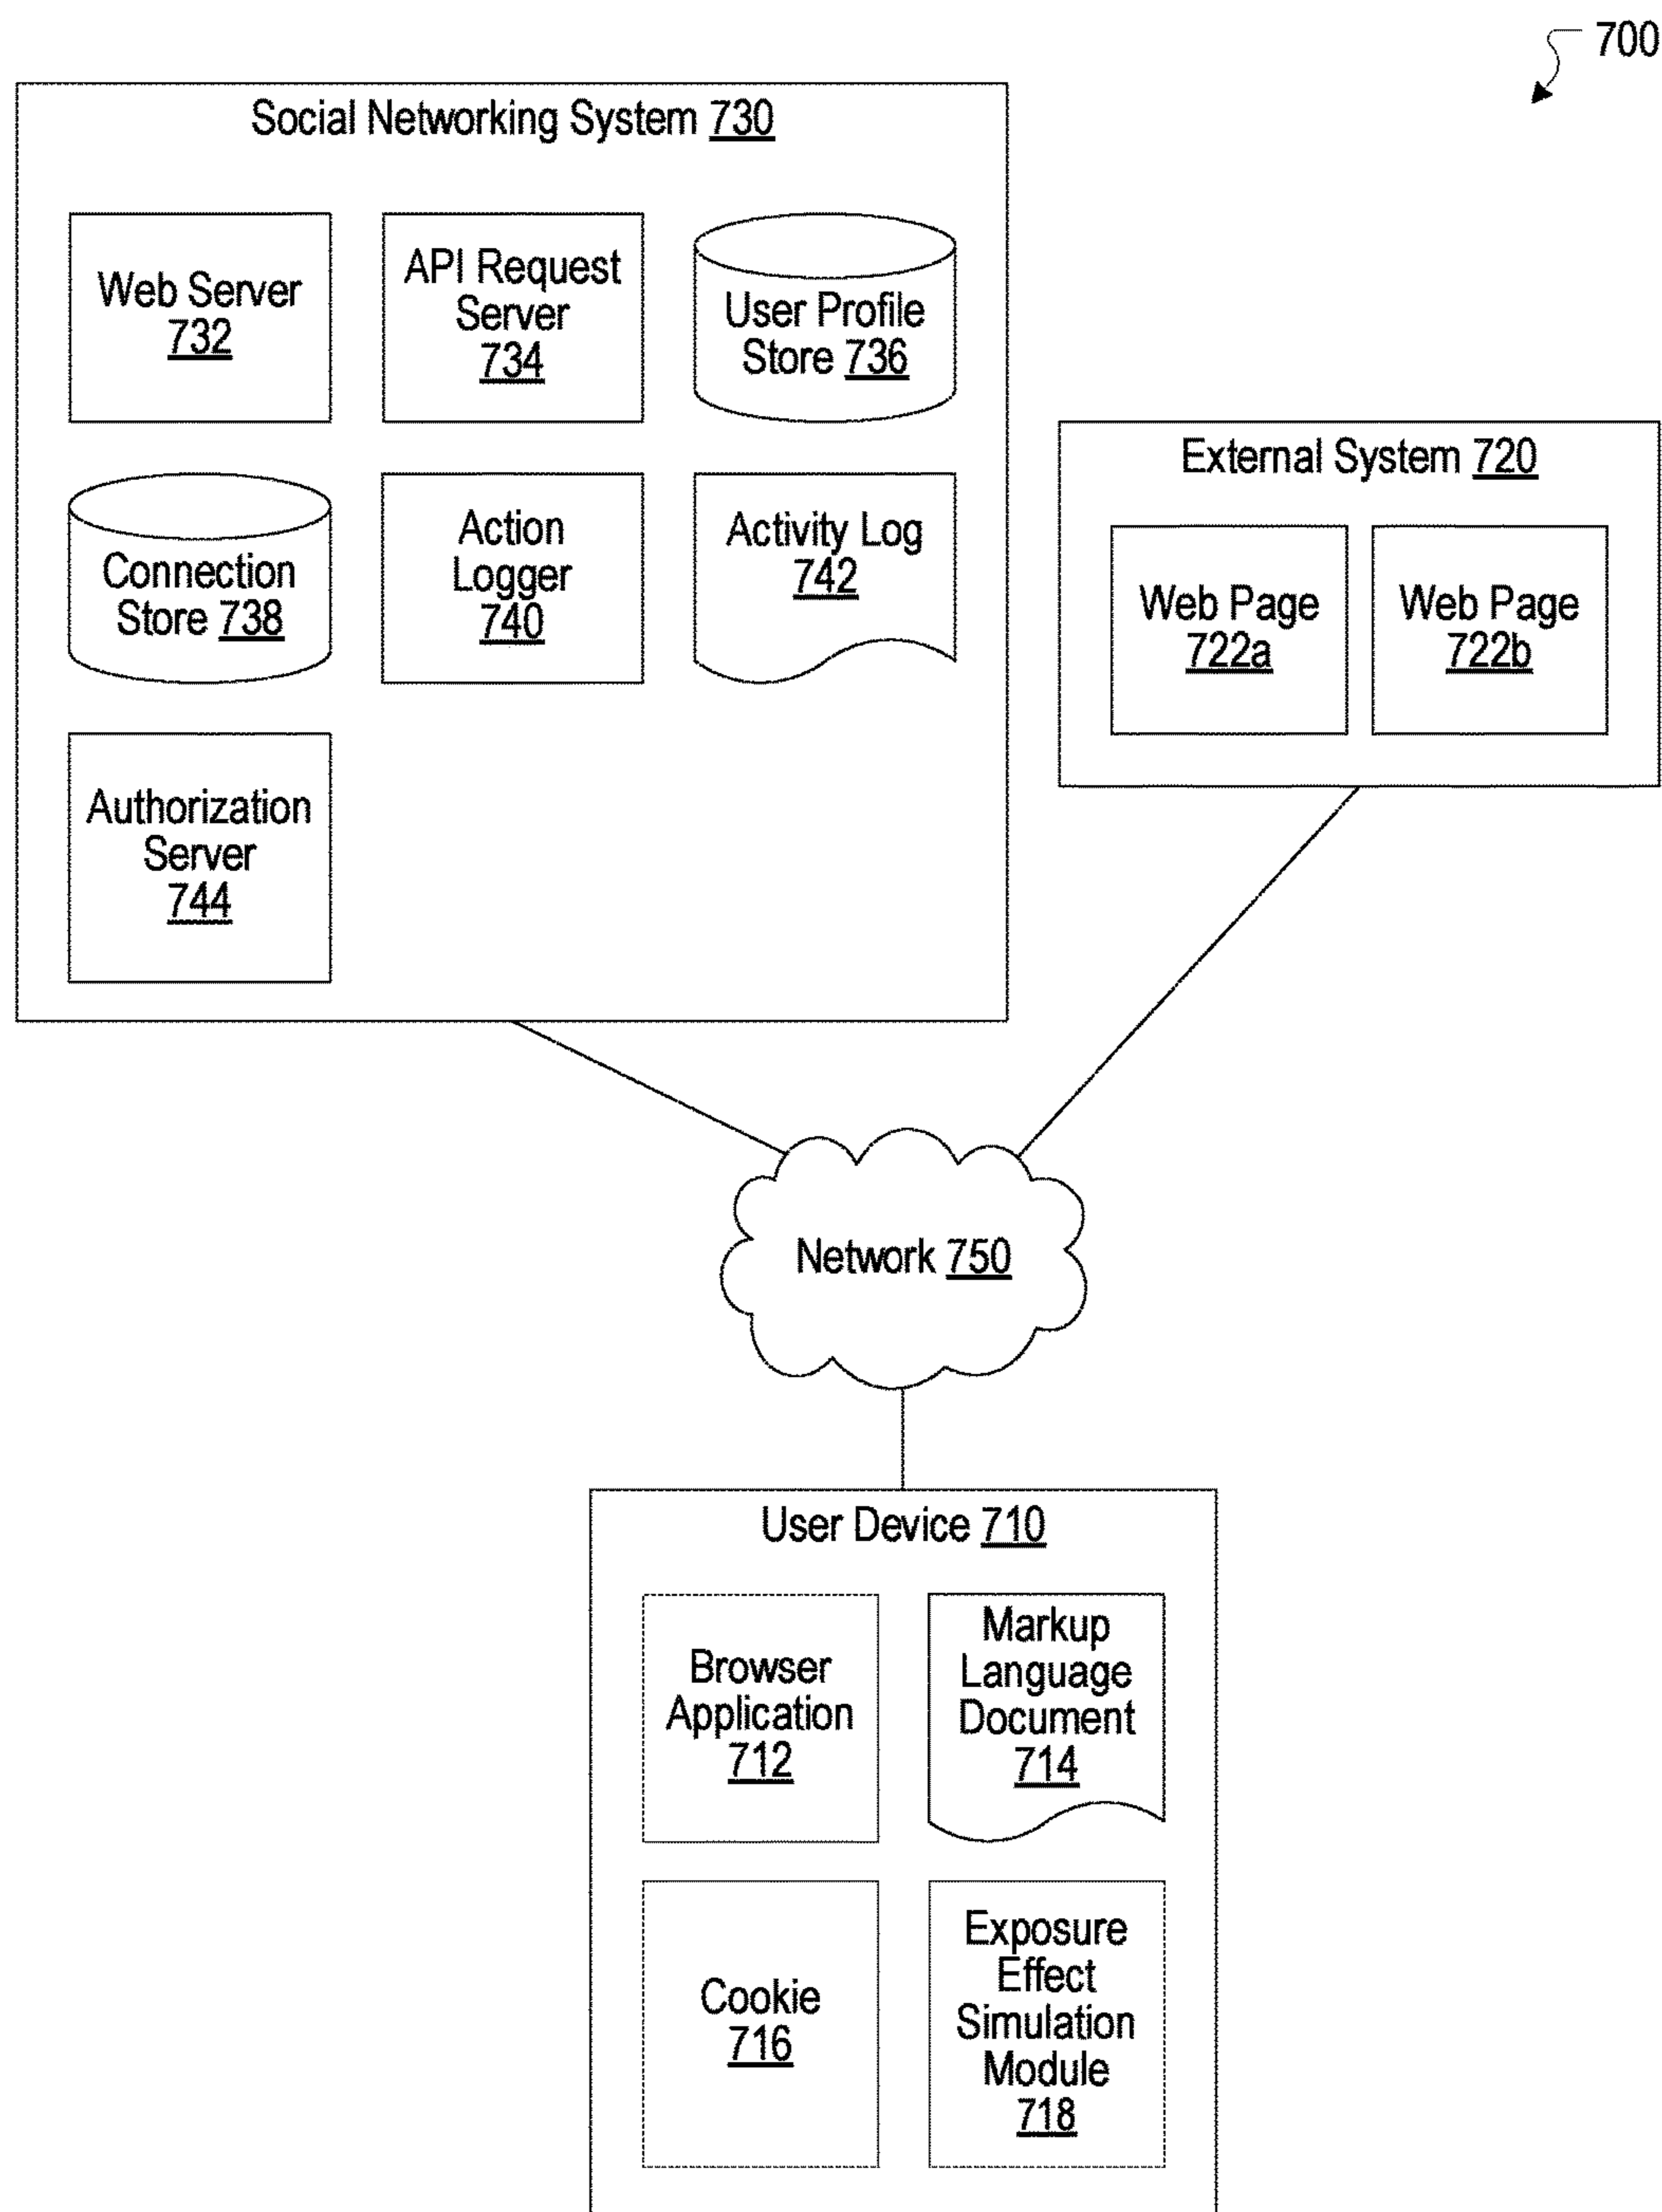 700
Social Networking System 730
Web Server
732
API Request
Server
734
User Profile
Store 736
Connection
Store 738
Action
Logger
740
Activity Log
742
Authorization
Server
744
External System 720
Web Page
722a
Web Page
722b
Network 750
User Device 710
Browser
Application
712
Markup
Language
Document
714
Cookie
716
Exposure
Effect
Simulation
Module
718